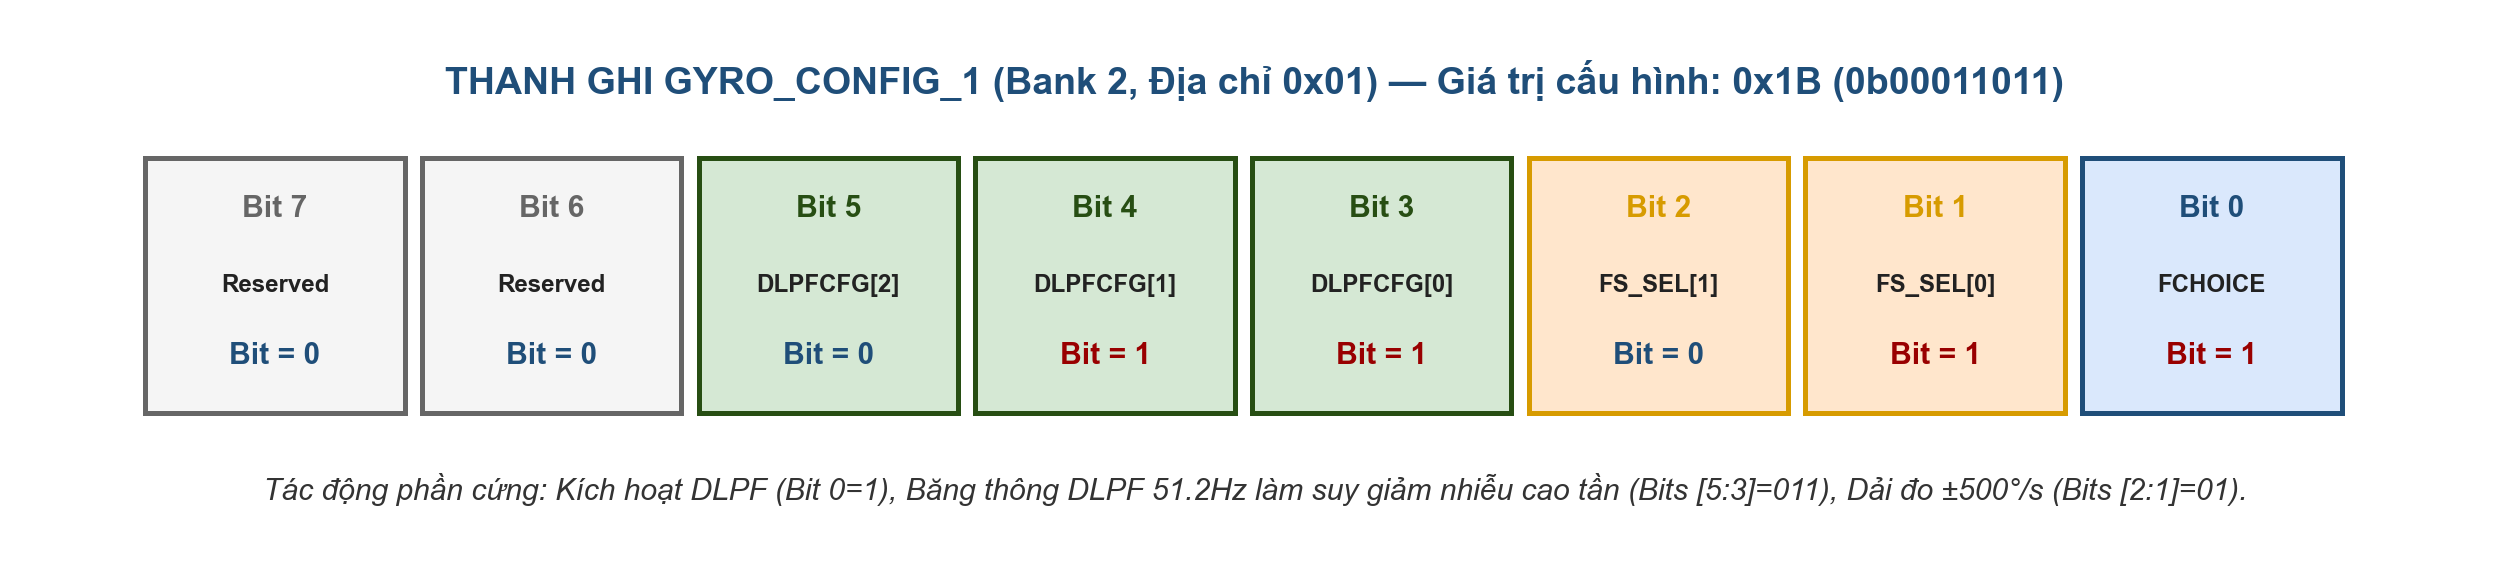 THANH GHI GYRO_CONFIG_1 (Bank 2, Địa chỉ 0x01) — Giá trị cấu hình: 0x1B (0b00011011)
Bit 7 Bit 6 Bit 5 Bit 4 Bit 3 Bit 2 Bit 1 Bit 0
Reserved Reserved DLPFCFG[2] DLPFCFG[1] DLPFCFG[0] FS_SEL[1] FS_SEL[0] FCHOICE
Bit = 0 Bit = 0 Bit = 0 Bit = 1 Bit = 1 Bit = 0 Bit = 1 Bit = 1
Tác động phần cứng: Kích hoạt DLPF (Bit 0=1), Băng thông DLPF 51.2Hz làm suy giảm nhiễu cao tần (Bits [5:3]=011), Dải đo ±500°/s (Bits [2:1]=01).